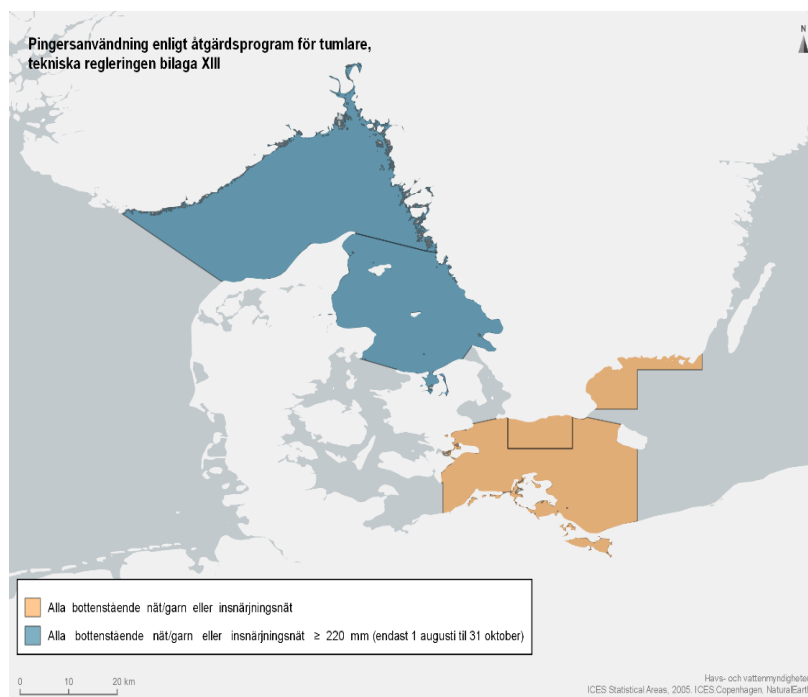 Pingersanvändning enligt åtgärdsprogram för tumlare,
tekniska regleringen bilaga XIII
N
Alla bottenstående nät/garn eller insnärjningsnät
Alla bottenstående nät/garn eller insnärjningsnät ≥ 220 mm (endast 1 augusti til 31 oktober)
0 10 20 km
Havs- och vattenmyndigheten
ICES Statistical Areas, 2005. ICES Copenhagen, NaturalEart